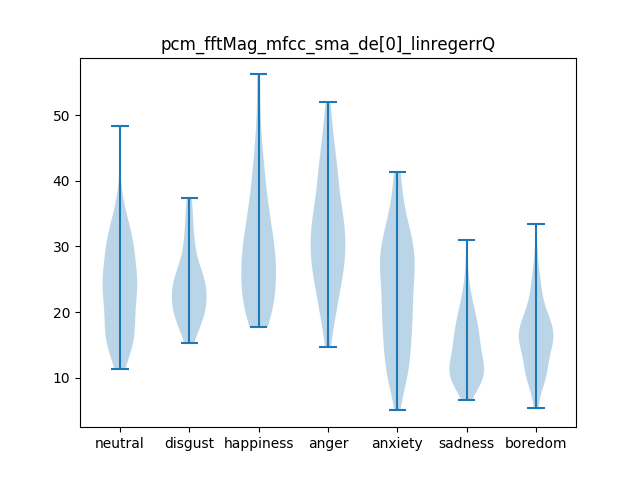 pcm_fftMag_mfcc_sma_de[0]_linregerrQ
50
40
30
20
10
neutral disgust happiness anger anxiety sadness boredom